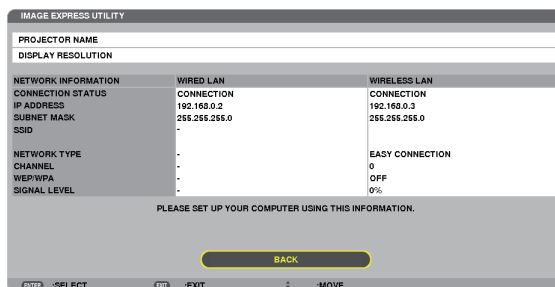 IMAGE EXPRESS UTILITY
PROJECTOR NAME
DISPLAY RESOLUTION
NETWORK INFORMATION WIRED LAN WIRELESS LAN
CONNECTION STATUS CONNECTION CONNECTION
IP ADDRESS 192.168.0.2 192.168.0.3
SUBNET MASK 255.255.255.0 255.255.255.0
SSID -
NETWORK TYPE - EASY CONNECTION
CHANNEL - 0
WEP/WPA - OFF
SIGNAL LEVEL - 0%
PLEASE SET UP YOUR COMPUTER USING THIS INFORMATION.
BACK
ENTER :SELECT EXIT :EXIT :MOVE